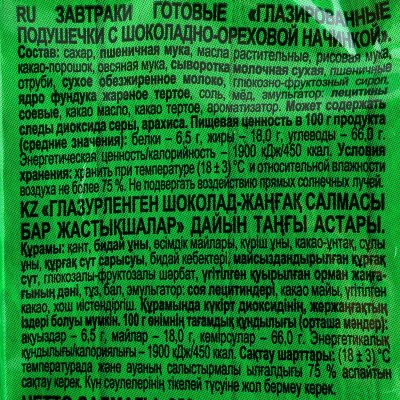 RU ЗАВТРАКИ ГОТОВЫЕ «ГЛАЗИРОВАННЫЕ
ПОДУШЕЧКИ С ШОКОЛАДНО-ОРЕХОВОЙ НАЧИНКОЙ».
Состав: сахар, пшеничная мука, масла растительные, рисовая мука,
какао-порошок, овсяная мука, сыворотка молочная сухая, пшеничные
отруби, сухое обезжиренное молоко, глюкозно-фруктозный сироп,
ядро фундука жареное тертое, соль, мёд, эмульгатор: лецитины
соевые, какао масло, какао тертое, ароматизатор. Может содержать
следы диоксида серы, арахиса. Пищевая ценность в 100 г продукта
(средние значения): белки – 6,5 г, жиры – 18,0 г, углеводы – 66,0 г.
Энергетическая ценность/калорийность – 1900 кДж/450 ккал. Условия
хранения: хранить при температуре (18±3)°С и относительной влажности
воздуха не более 75 %. Не подвергать воздействию прямых солнечных лучей.
KZ «ГЛАЗУРЛЕНГЕН ШОКОЛАД-ЖАҢҒАҚ САЛМАСЫ
БАР ЖАСТЫҚШАЛАР» ДАЙЫН ТАҢҒЫ АСТАРЫ.
Құрамы: қант, бидай ұны, өсімдік майлары, күріш ұны, какао-ұнтақ, сұлы
ұны, құрғақ сүт сарысуы, бидай кебектері, майсыздандырылған құрғақ
сүт, глюкозалы-фруктозалы шәрбат, үгітілген қуырылған орман жаңға-
ғының дәні, тұз, бал, эмульгатор: соя лецитиндері, какао майы, үгітілген
какао, хош иістендіргіш. Құрамында күкірт диоксидінің, жержаңғақтың
іздері болуы мүмкін. 100 г өнімнің тағамдық құндылығы (орташа мәндер):
ақуыздар – 6,5 г, майлар – 18,0 г, көмірсулар – 66,0 г. Энергетикалық
құндылығы/калориялығы – 1900 кДж/450 ккал. Сақтау шарттары: (18±3)°С
температурада және ауаның салыстырмалы ылғалдығы 75 % аспайтын
сақтау керек. Күн сәулелерінің тікелей түсуіне жол бермеу керек.